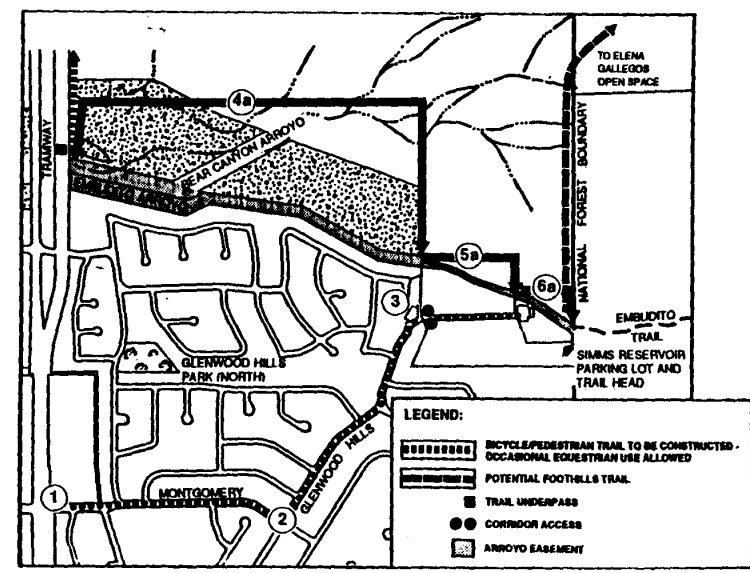 TO ELENA
GALLEGOS
OPEN SPACE
4a
TRAMWAY
BEAR CANYON ARROYO
NATIONAL FOREST BOUNDARY
5a
6a
3
EMBUDITO
TRAIL
SIMMS RESERVOIR
PARKING LOT AND
TRAIL HEAD
GLENWOOD HILLS
PARK (NORTH)
GLENWOOD HILLS
1
MONTGOMERY
2
LEGEND:
BICYCLE/PEDESTRIAN TRAIL TO BE CONSTRUCTED -
OCCASIONAL EQUESTRIAN USE ALLOWED
POTENTIAL FOOTHILLS TRAIL
TRAIL UNDERPASS
CORRIDOR ACCESS
ARROYO EASEMENT